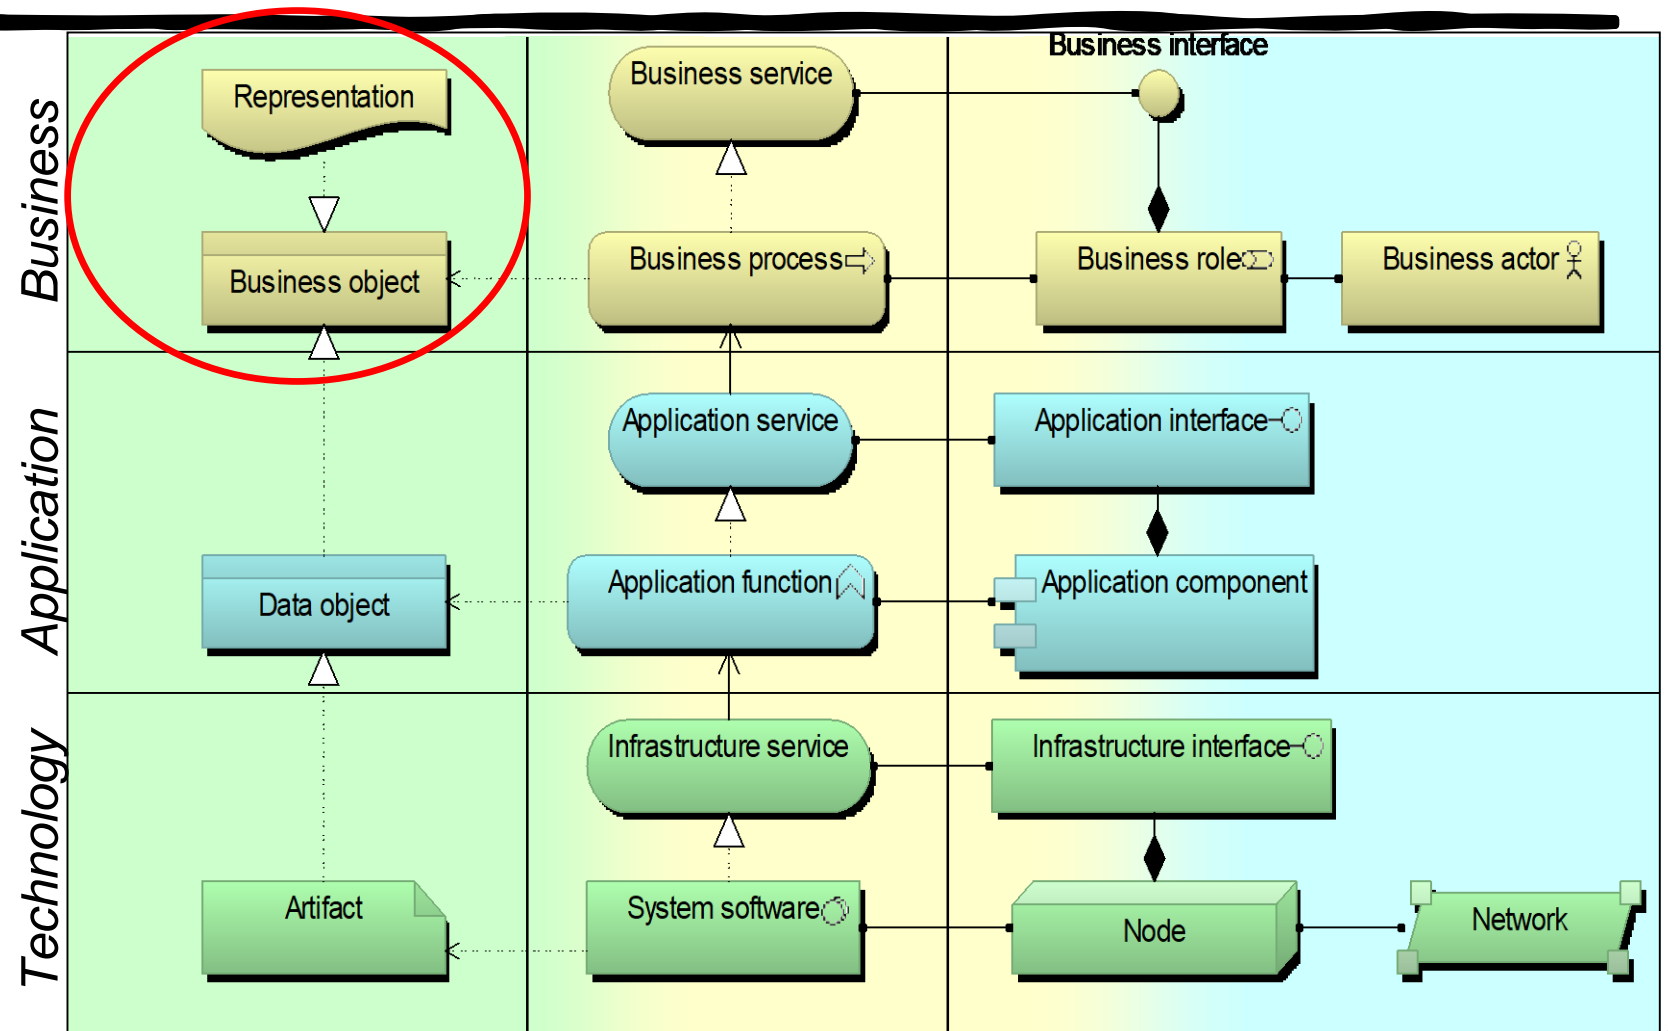 Business interface
Business
Representation
Business service
Business object
Business process
Business role
Business actor
Application
Application service
Application interface
Data object
Application function
Application component
Technology
Infrastructure service
Infrastructure interface
Artifact
System software
Node
Network